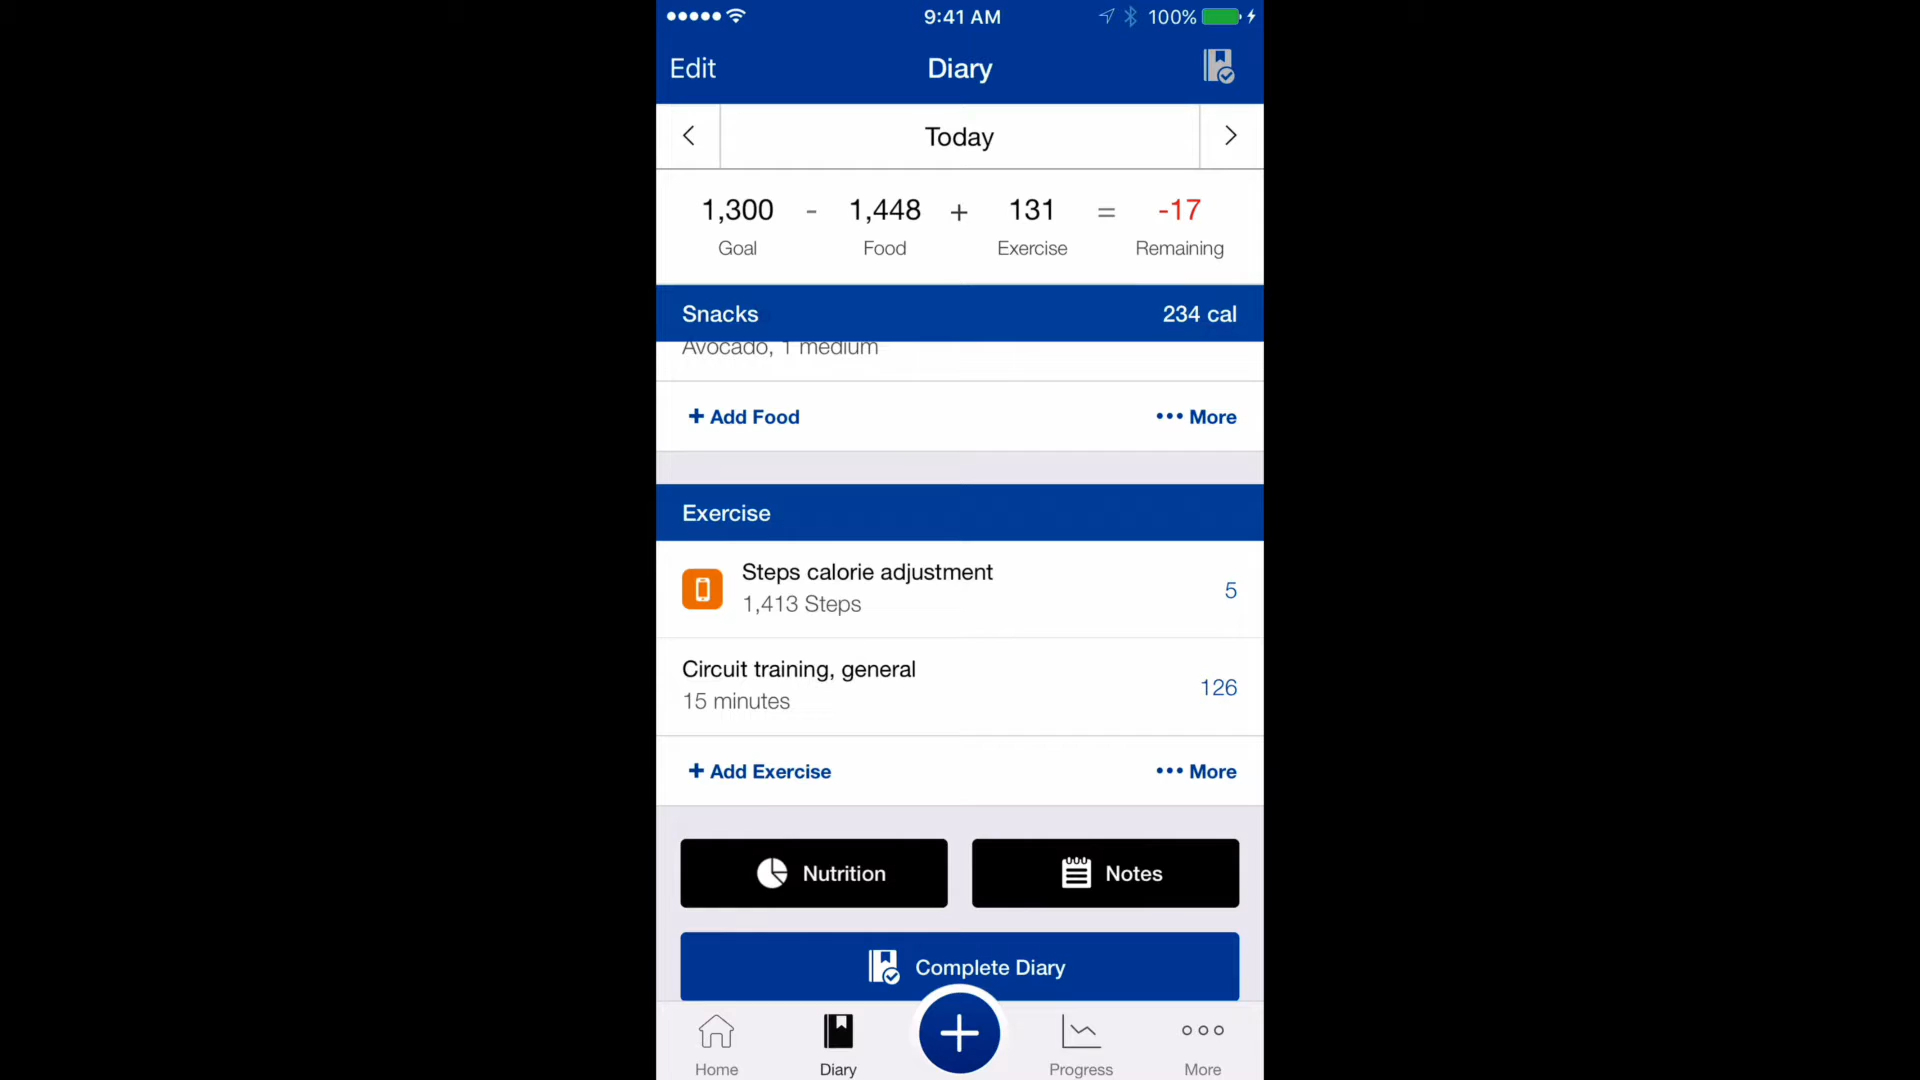 9:41 AM
100%
Edit
Diary
Today
1,300 - 1,448 + 131 = -17
Goal Food Exercise Remaining
Snacks 234 cal
Avocado, 1 medium
+ Add Food ••• More
Exercise
Steps calorie adjustment
1,413 Steps
5
Circuit training, general
15 minutes
126
+ Add Exercise ••• More
Nutrition Notes
Complete Diary
Home Diary Progress More